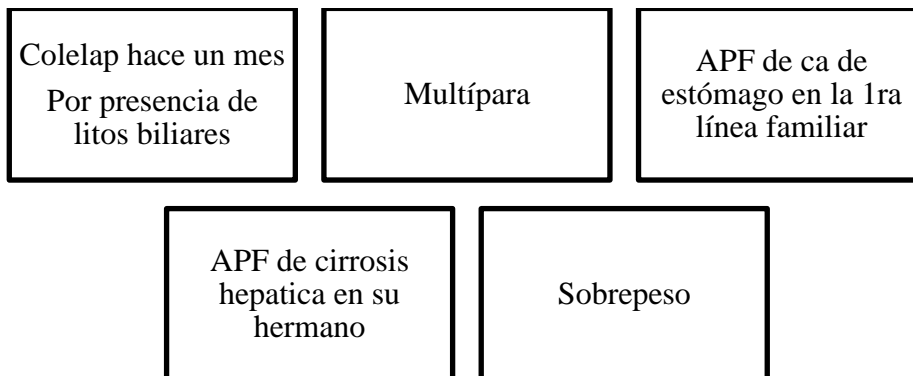 Colelap hace un mes
Por presencia de
litos biliares
Multípara
APF de ca de
estómago en la 1ra
línea familiar
APF de cirrosis
hepatica en su
hermano
Sobrepeso